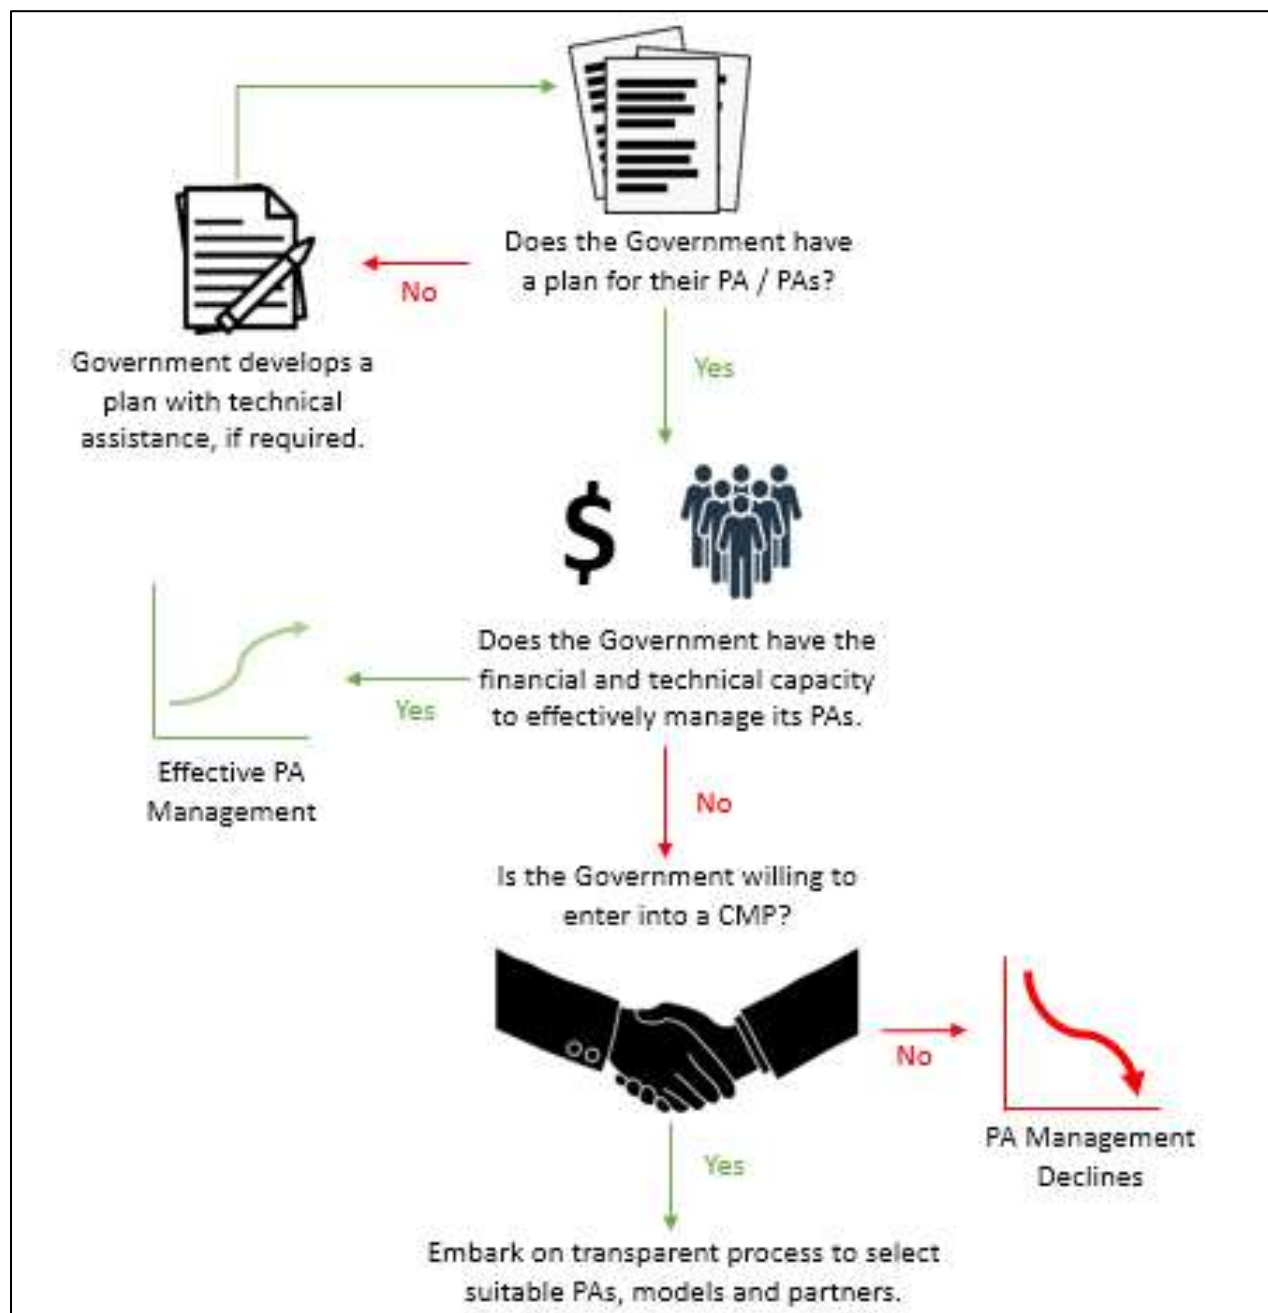 Does the Government have
a plan for their PA / PAs?
No
Government develops a
plan with technical
assistance, if required.
Yes
$
Does the Government have the
financial and technical capacity
to effectively manage its PAs.
Yes
Effective PA
Management
No
Is the Government willing to
enter into a CMP?
No
PA Management
Declines
Yes
Embark on transparent process to select
suitable PAs, models and partners.